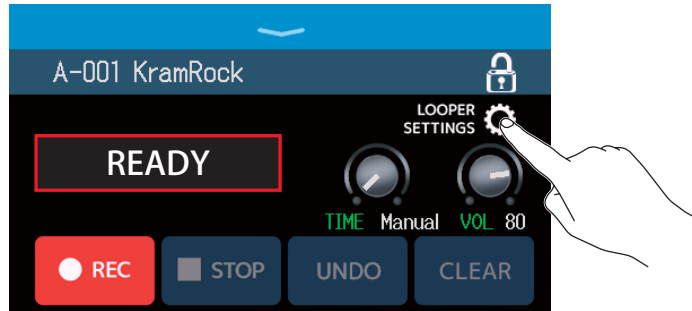 A-001 KramRock
LOOPER
SETTINGS
READY
TIME Manual VOL 80
REC STOP UNDO CLEAR